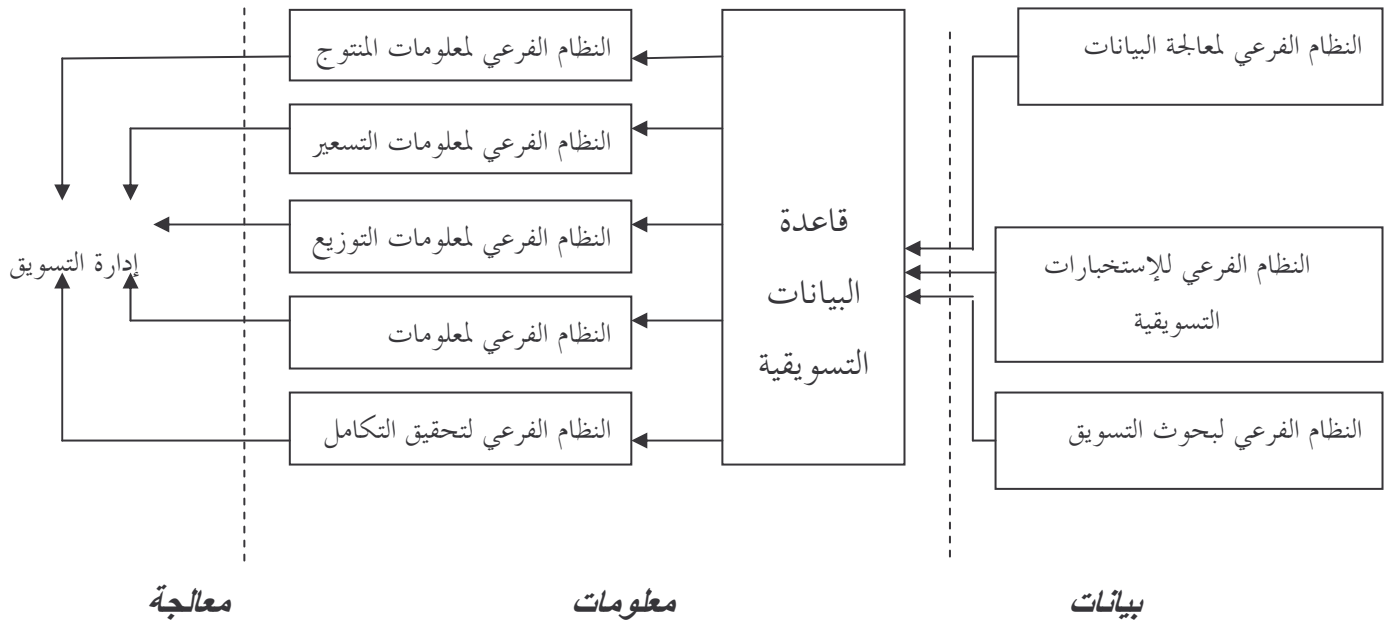 النظام الفرعي لمعالجة البيانات
النظام الفرعي للإستخبارات
التسويقية
النظام الفرعي لبحوث التسويق
قاعدة
البيانات
التسويقية
النظام الفرعي لمعلومات المنتوج
النظام الفرعي لمعلومات التسعير
النظام الفرعي لمعلومات التوزيع
النظام الفرعي لمعلومات
النظام الفرعي لتحقيق التكامل
إدارة التسويق
بيانات
معلومات
معالجة